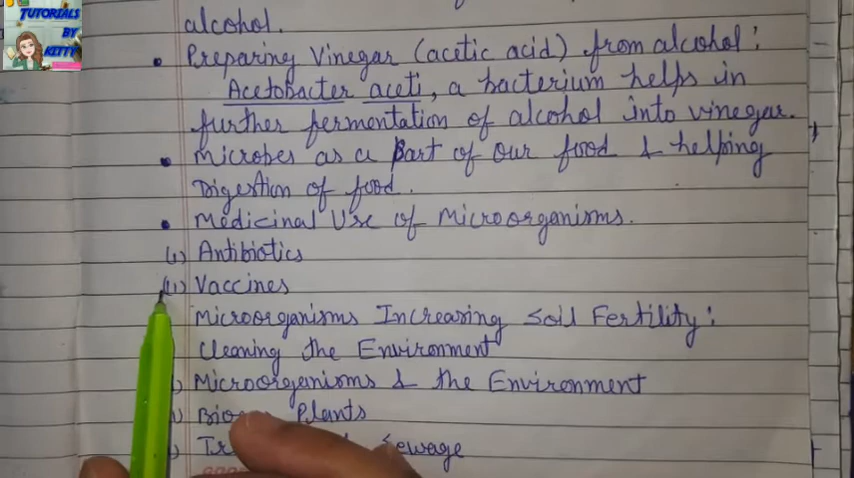 TUTORIALS
BY
KITTY
alcohol.
• Preparing Vinegar (acetic acid) from alcohol:
Acetobacter aceti, a bacterium helps in
further fermentation of alcohol into vinegar.
• Microbes as a Part of our food & helping
Digestion of food.
• Medicinal Use of Microorganisms.
(i) Antibiotics
(ii) Vaccines
Microorganisms Increasing Soil Fertility:
Cleaning the Environment
Microorganisms & the Environment
Plants
Sewage